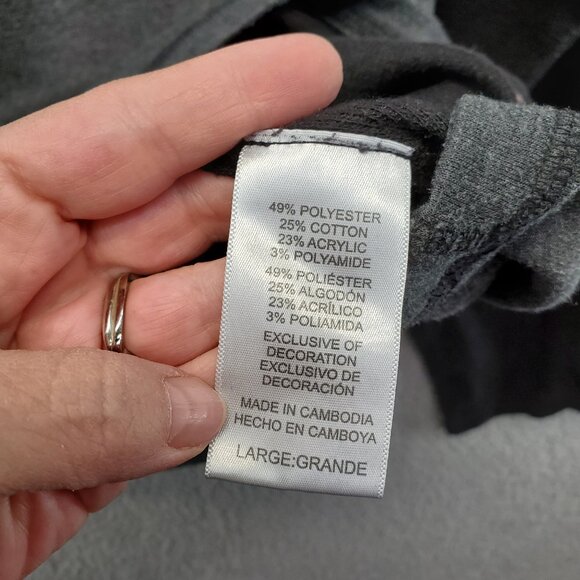 49% POLYESTER
25% COTTON
23% ACRYLIC
3% POLYAMIDE
49% POLIÉSTER
25% ALGODÓN
23% ACRÍLICO
3% POLIAMIDA
EXCLUSIVE OF
DECORATION
EXCLUSIVO DE
DECORACIÓN
MADE IN CAMBODIA
HECHO EN CAMBOYA
LARGE:GRANDE